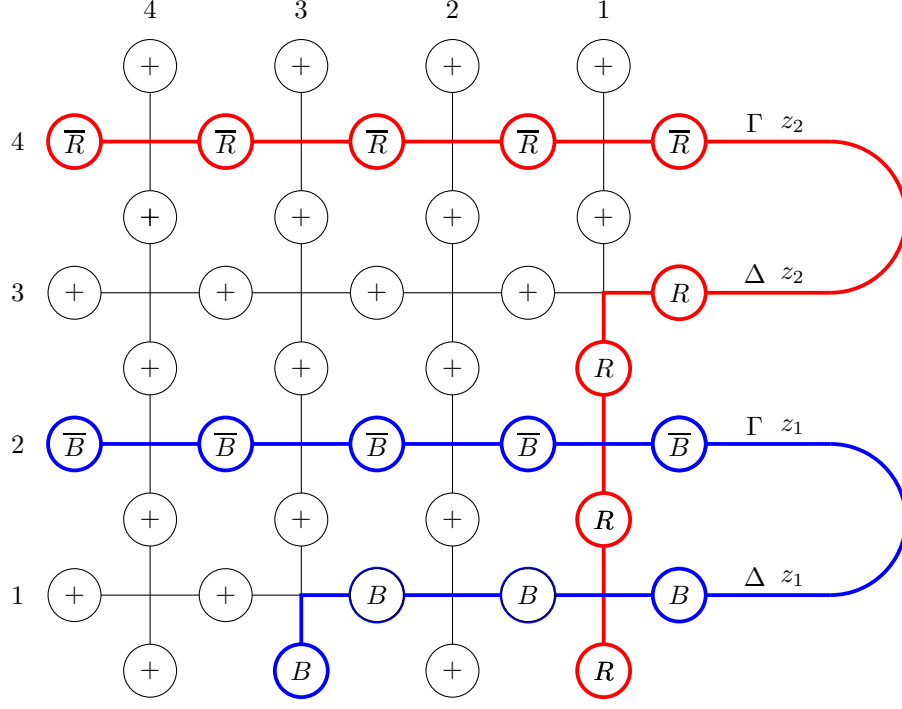 4 3 2 1
+ + + +
4 R̅ R̅ R̅ R̅ R̅ Γ z₂
+ + + +
3 + + + R Δ z₂
+ + + R
2 B̅ B̅ B̅ B̅ B̅ Γ z₁
+ + + R
1 + + B B B Δ z₁
+ B + R